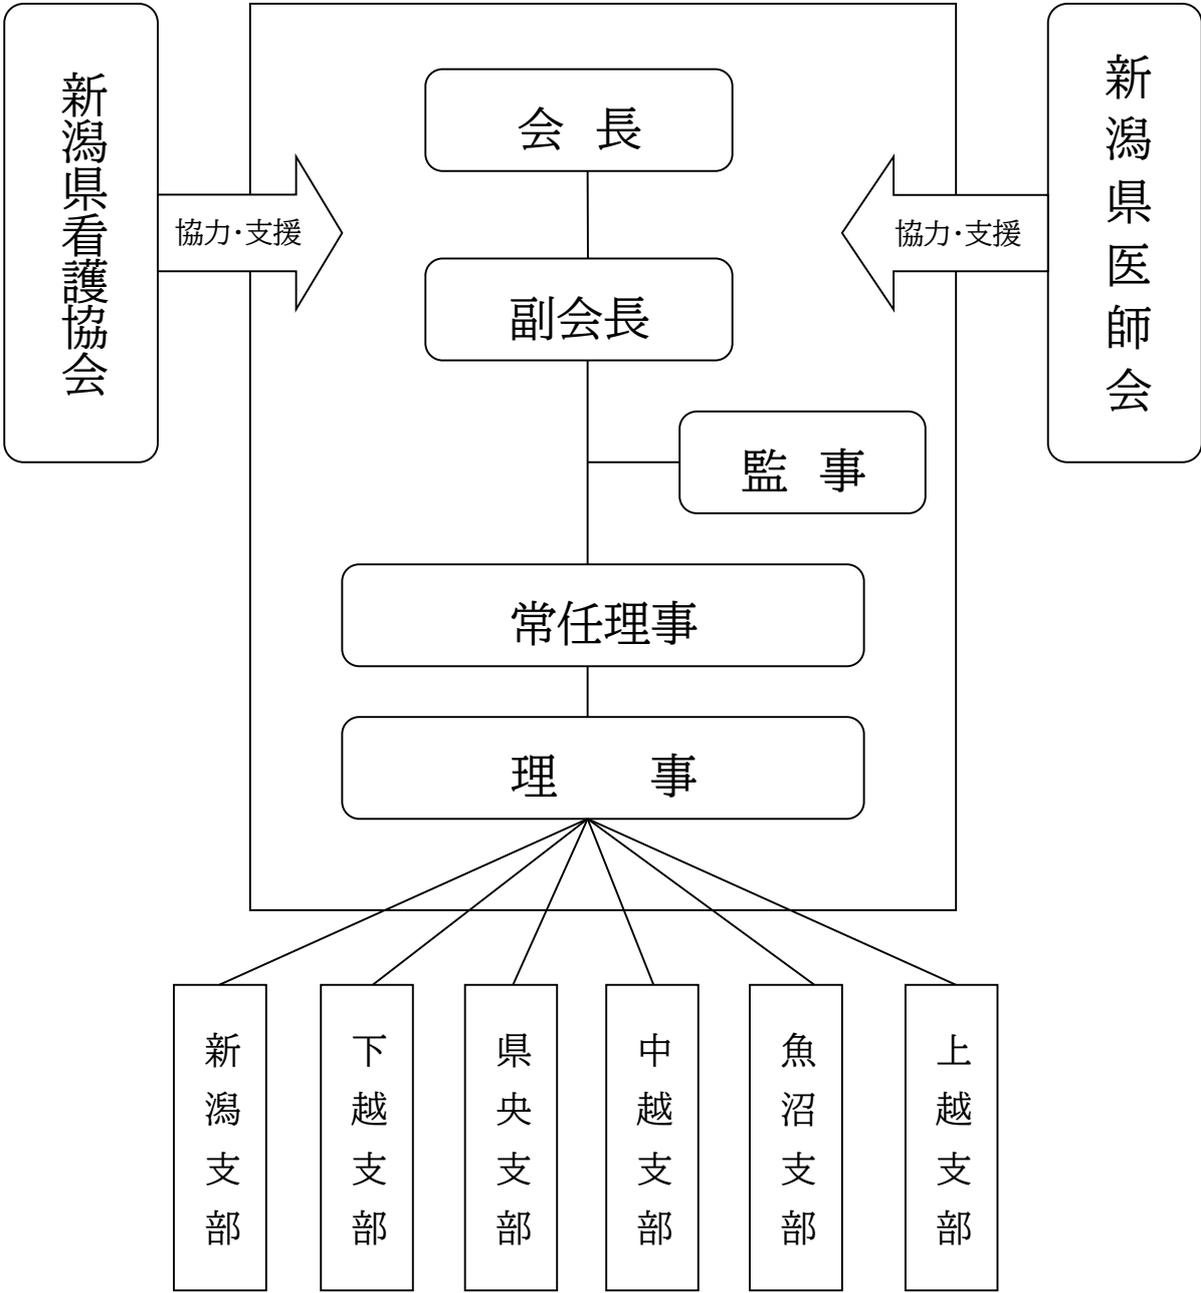 新潟県看護協会
協力・支援
会 長
副会長
監 事
常任理事
理 事
協力・支援
新潟県医師会
新潟支部
下越支部
県央支部
中越支部
魚沼支部
上越支部